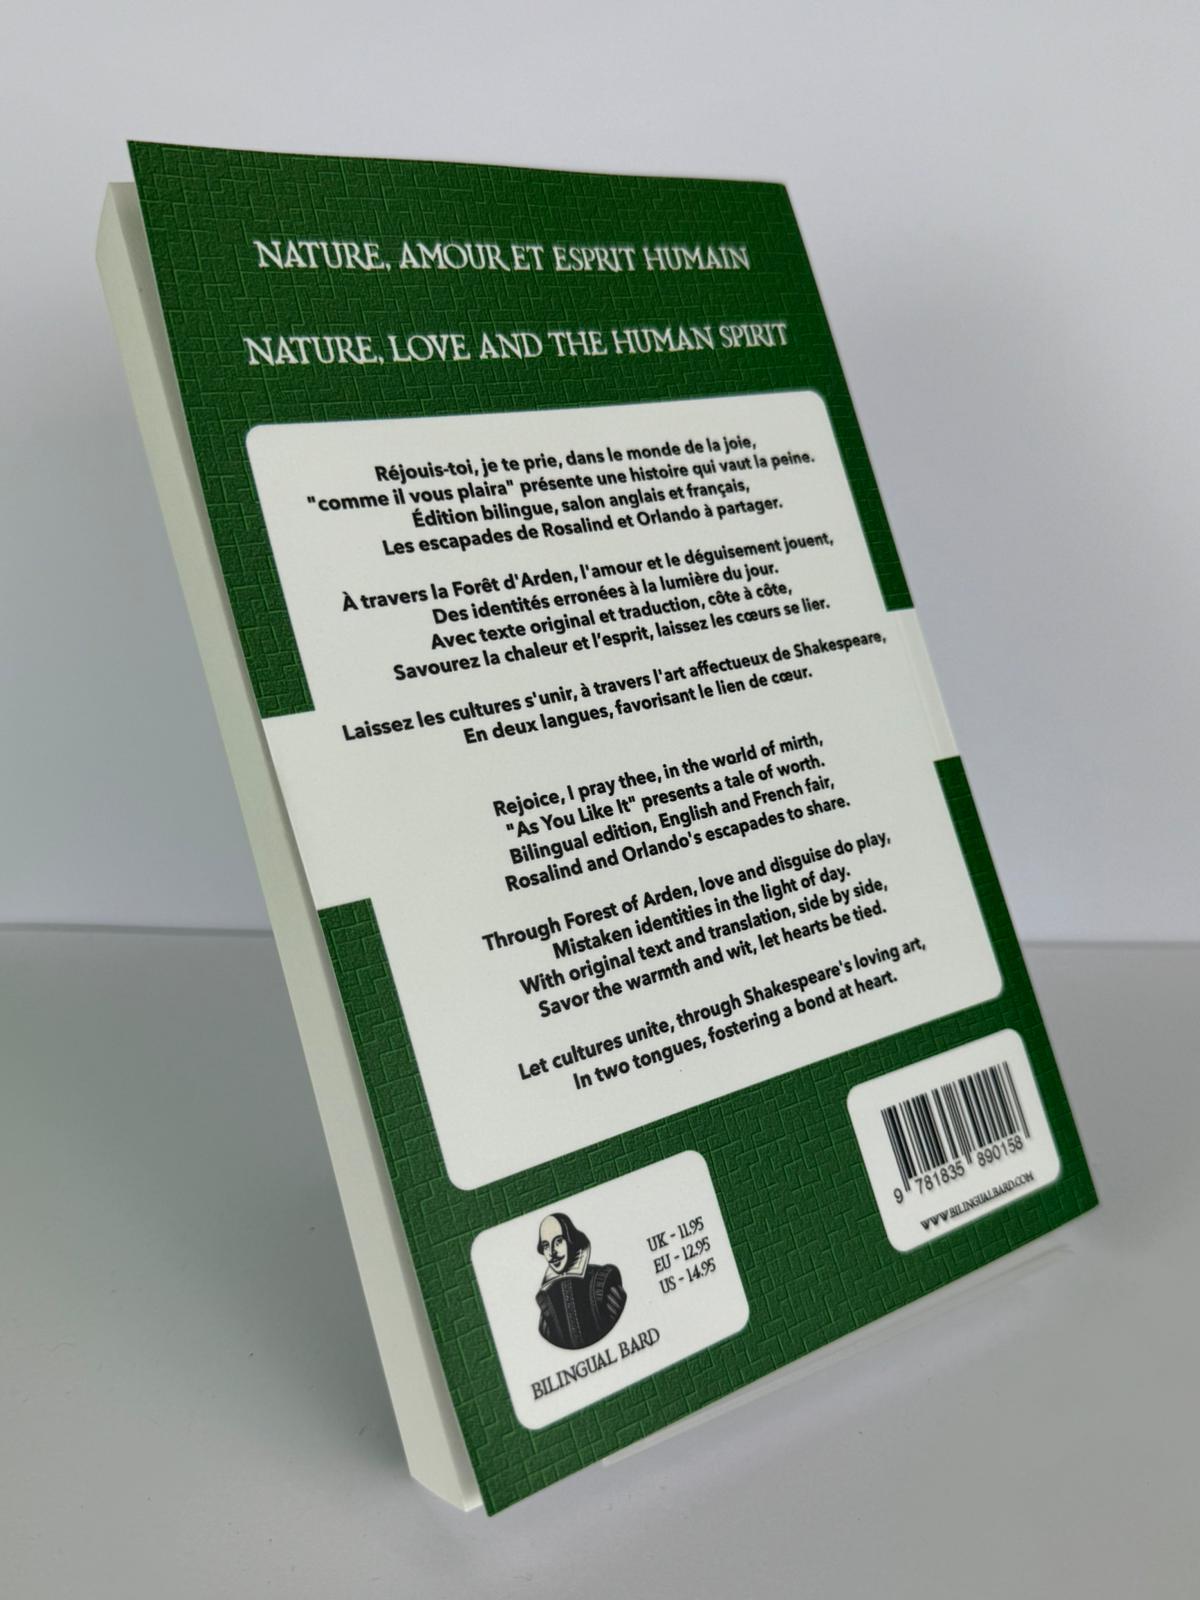 NATURE, AMOUR ET ESPRIT HUMAIN
NATURE, LOVE AND THE HUMAN SPIRIT
Réjouis-toi, je te prie, dans le monde de la joie,
"comme il vous plaira" présente une histoire qui vaut la peine.
Édition bilingue, salon anglais et français,
Les escapades de Rosalind et Orlando à partager.
À travers la Forêt d'Arden, l'amour et le déguisement jouent,
Des identités erronées à la lumière du jour.
Avec texte original et traduction, côte à côte,
Savourez la chaleur et l'esprit, laissez les cœurs se lier.
Laissez les cultures s'unir, à travers l'art affectueux de Shakespeare,
En deux langues, favorisant le lien de cœur.
Rejoice, I pray thee, in the world of mirth,
"As You Like It" presents a tale of worth.
Bilingual edition, English and French fair,
Rosalind and Orlando's escapades to share.
Through Forest of Arden, love and disguise do play,
Mistaken identities in the light of day.
With original text and translation, side by side,
Savor the warmth and wit, let hearts be tied.
Let cultures unite, through Shakespeare's loving art,
In two tongues, fostering a bond at heart.
UK - 11.95
EU - 12.95
US - 14.95
BILINGUAL BARD
9 781835 890158
WWW.BILINGUALBARD.COM